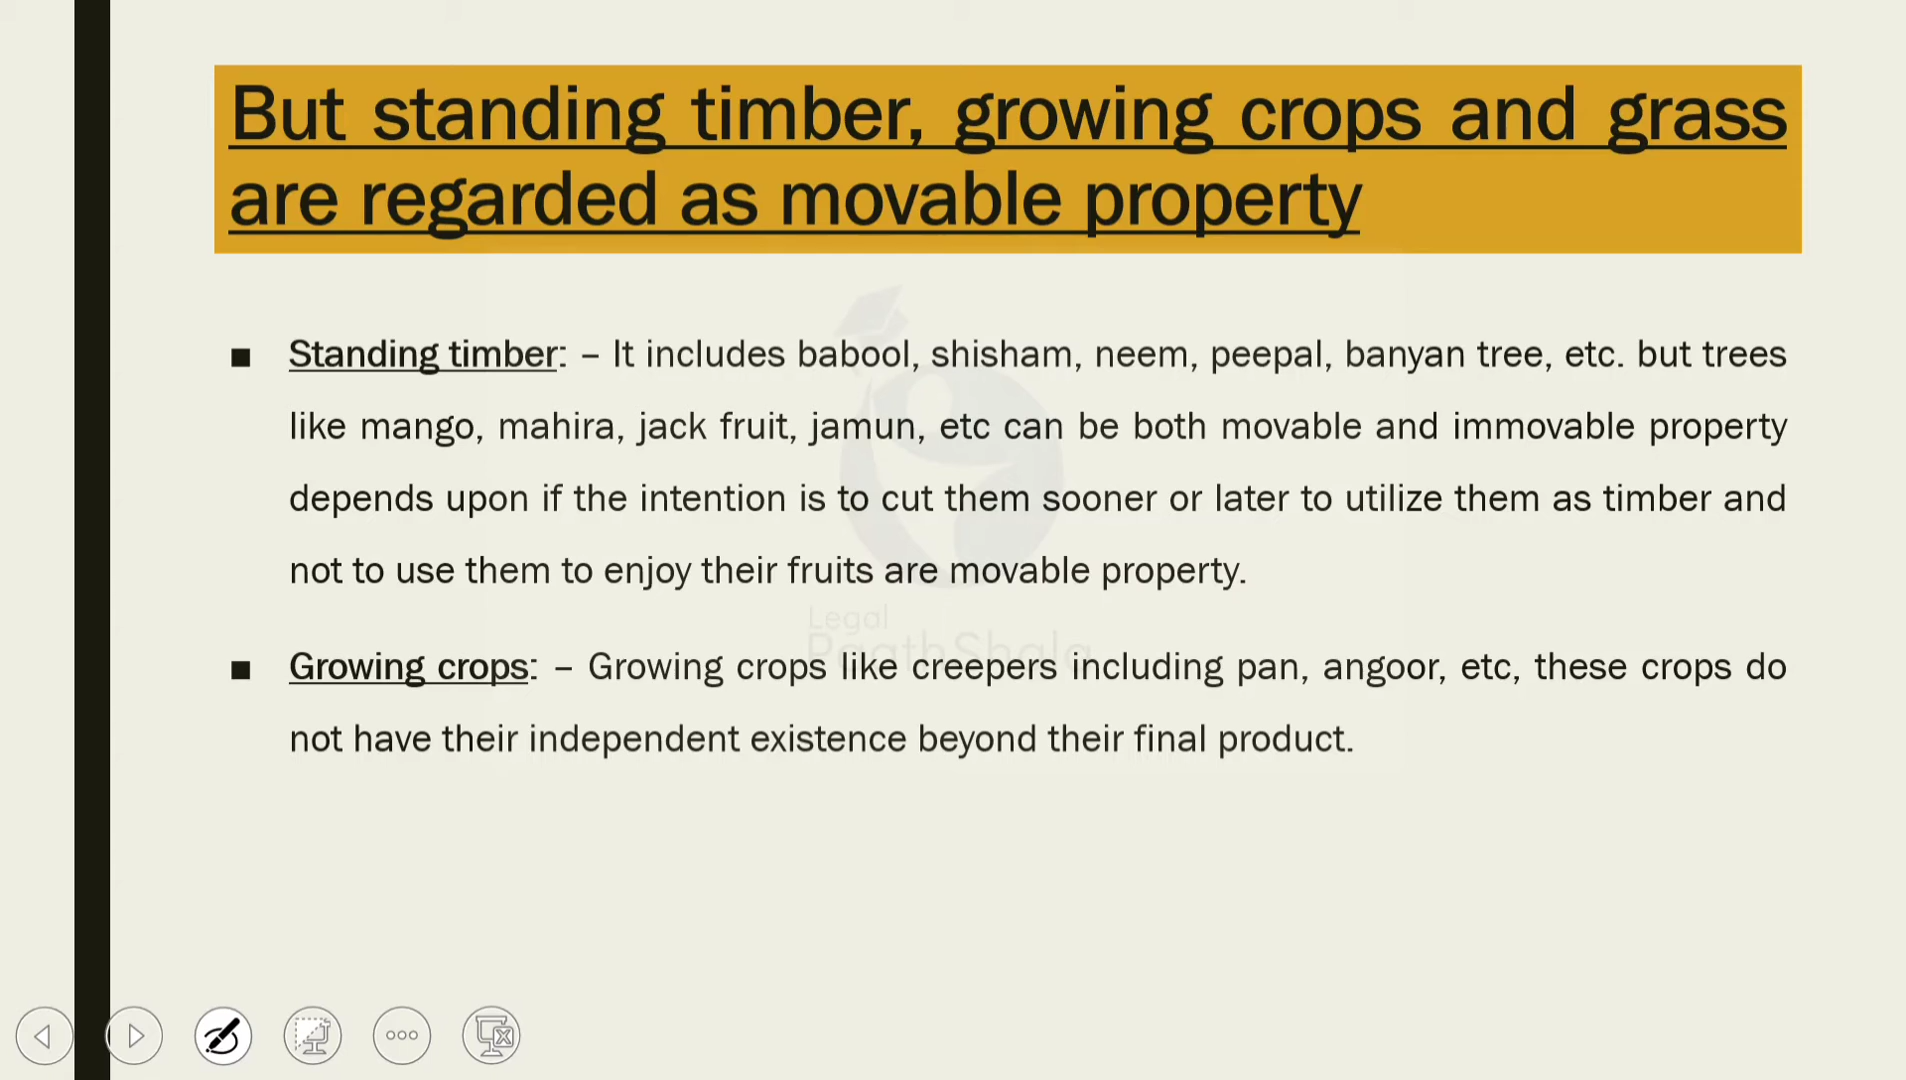 But standing timber, growing crops and grass
are regarded as movable property
■ Standing timber: – It includes babool, shisham, neem, peepal, banyan tree, etc. but trees
like mango, mahira, jack fruit, jamun, etc can be both movable and immovable property
depends upon if the intention is to cut them sooner or later to utilize them as timber and
not to use them to enjoy their fruits are movable property.
Legal
PaathShala
■ Growing crops: – Growing crops like creepers including pan, angoor, etc, these crops do
not have their independent existence beyond their final product.